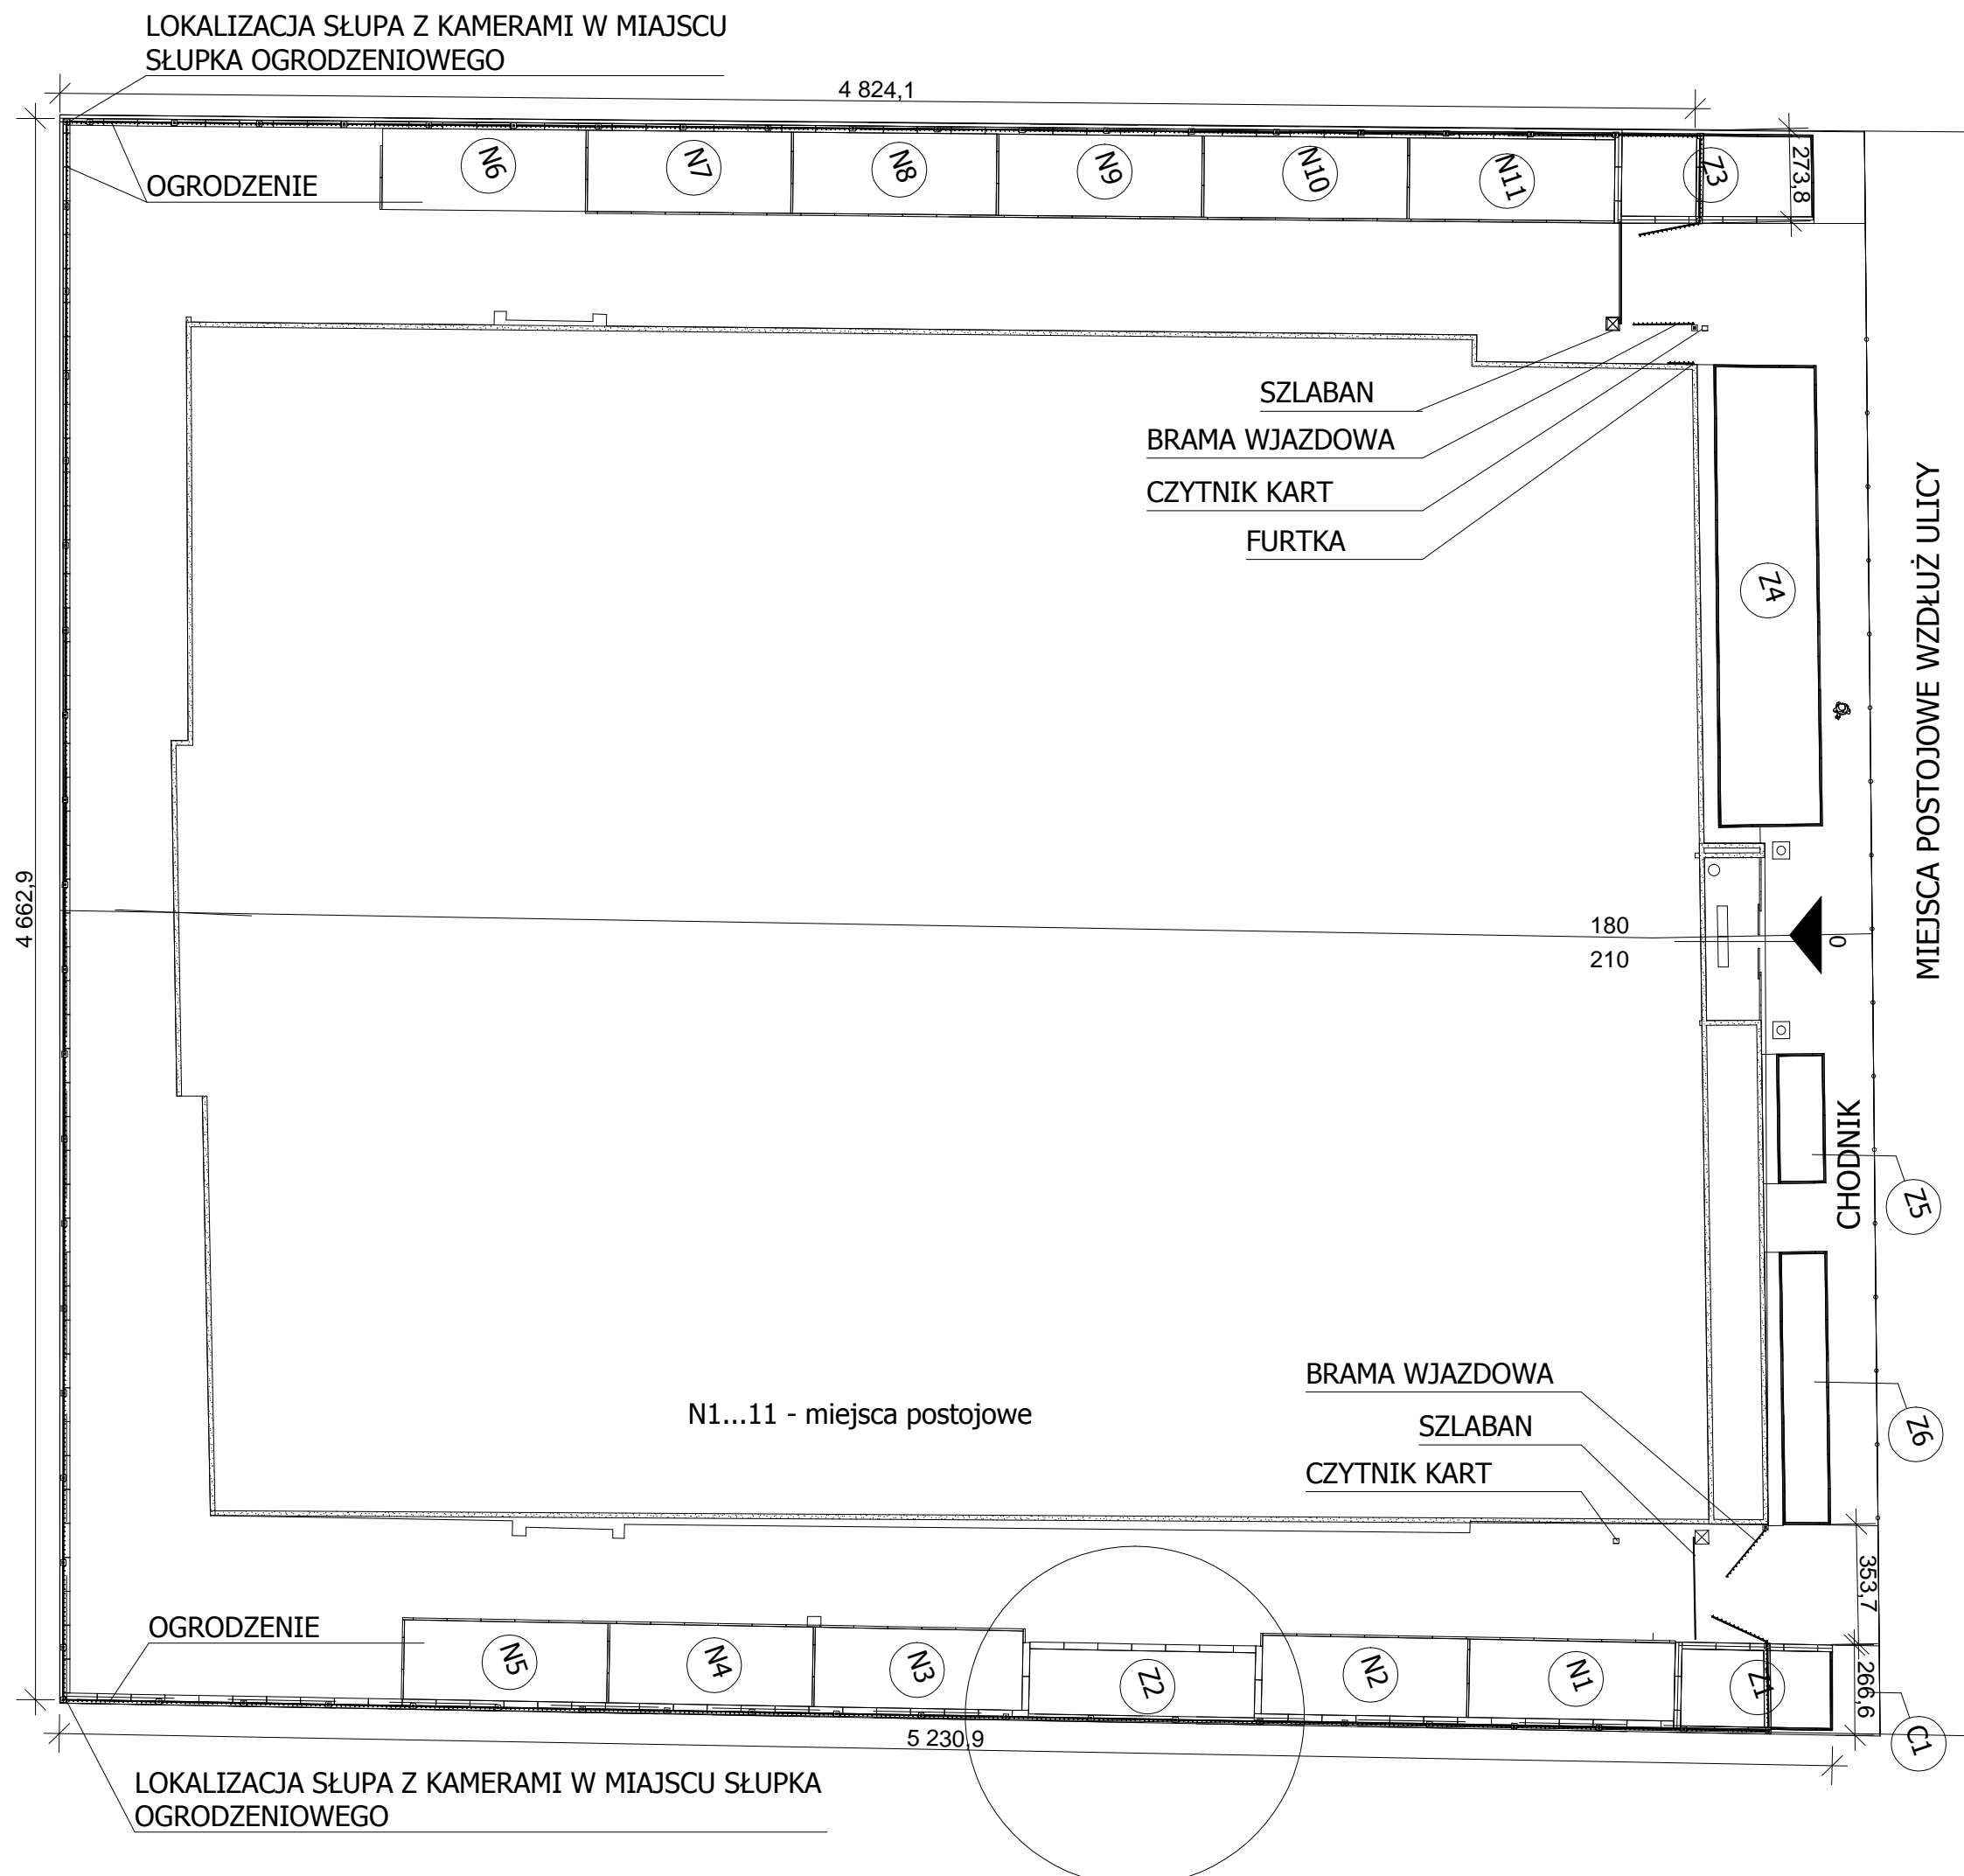 LOKALIZACJA SŁUPA Z KAMERAMI W MIAJSCU
SŁUPKA OGRODZENIOWEGO
4 824,1
OGRODZENIE
N6
N7
N8
N9
N10
N11
Z3
273,8
SZLABAN
BRAMA WJAZDOWA
CZYTNIK KART
FURTKA
Z4
MIEJSCA POSTOJOWE WZDŁUŻ ULICY
4 662,9
180
210
0
CHODNIK
Z5
BRAMA WJAZDOWA
N1...11 - miejsca postojowe
SZLABAN
Z6
CZYTNIK KART
353,7
OGRODZENIE
N5
N4
N3
Z2
N2
N1
Z1
266,6
C1
5 230,9
LOKALIZACJA SŁUPA Z KAMERAMI W MIAJSCU SŁUPKA
OGRODZENIOWEGO